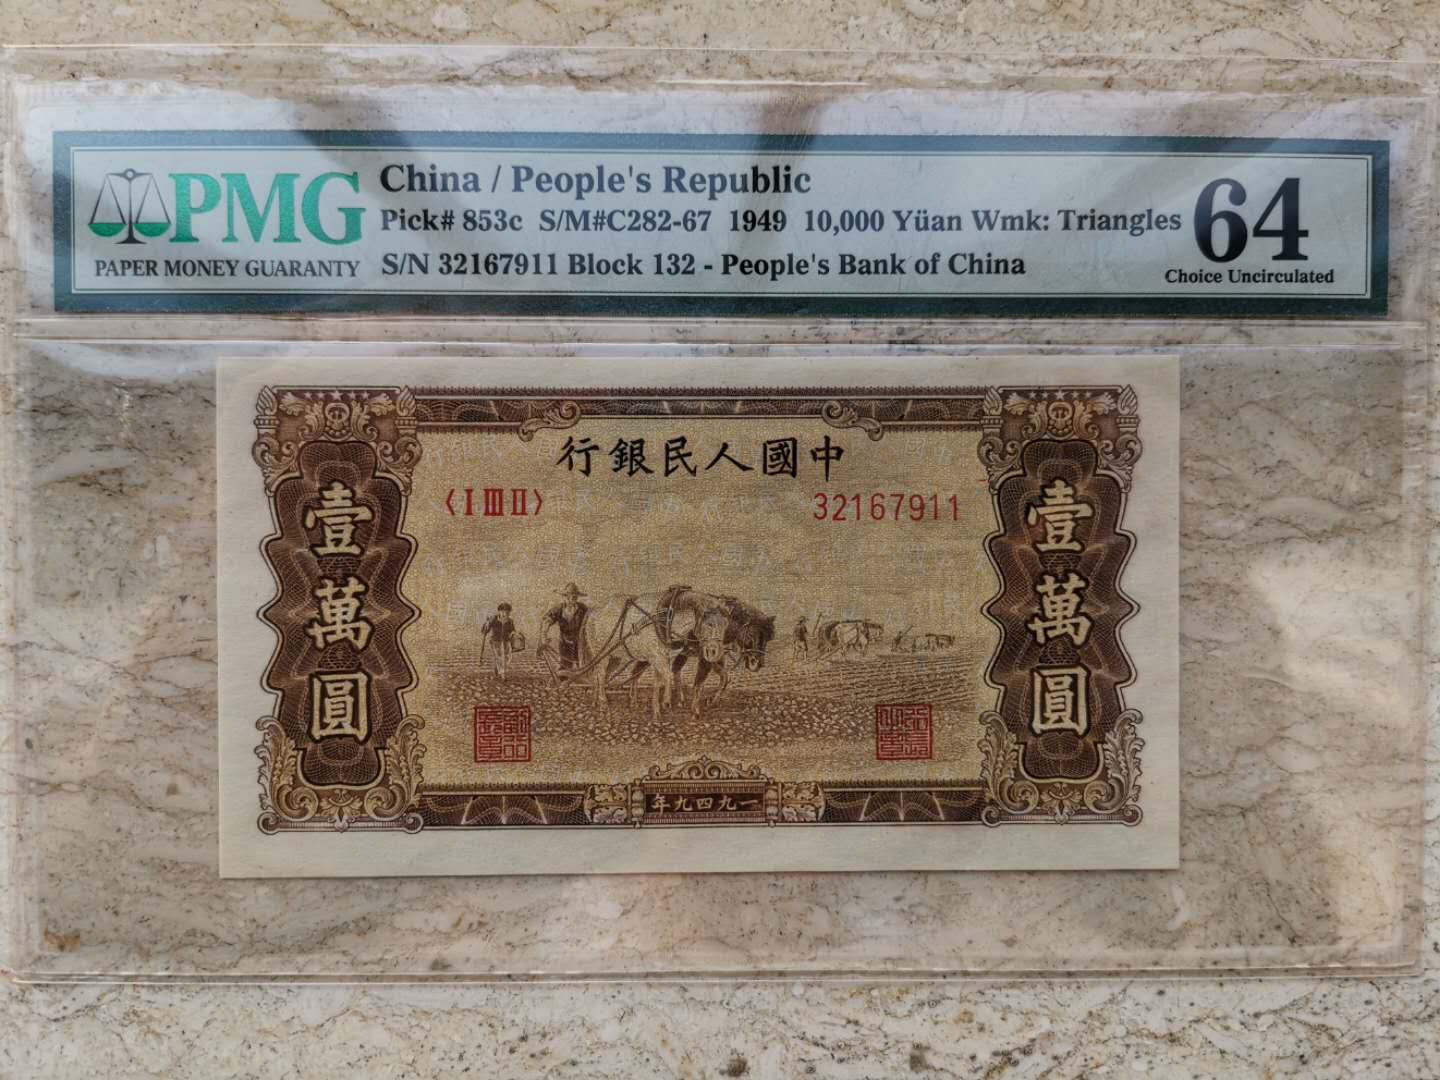 PMG
PAPER MONEY GUARANTY
China / People's Republic
Pick# 853c S/M#C282-67 1949 10,000 Yüan Wmk: Triangles
S/N 32167911 Block 132 - People's Bank of China
64
Choice Uncirculated
行銀民人國中
〈I III II〉
32167911
壹萬圓
壹萬圓
年九四九一